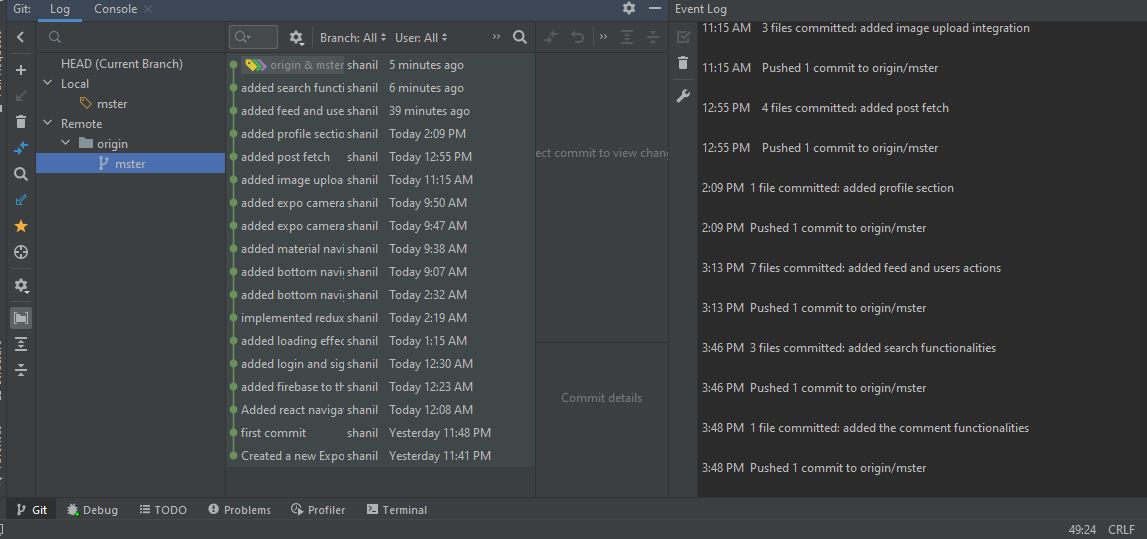 Git:
Log
Console
Event Log
Branch: All
User: All
HEAD (Current Branch)
Local
mster
Remote
origin
mster
origin & mster shanil 5 minutes ago
added search functi shanil 6 minutes ago
added feed and use shanil 39 minutes ago
added profile sectio shanil Today 2:09 PM
added post fetch shanil Today 12:55 PM
added image uploa shanil Today 11:15 AM
added expo camera shanil Today 9:50 AM
added expo camera shanil Today 9:47 AM
added material navi shanil Today 9:38 AM
added bottom navi shanil Today 9:07 AM
added bottom navi shanil Today 2:32 AM
implemented redux shanil Today 2:19 AM
added loading effec shanil Today 1:15 AM
added login and sig shanil Today 12:30 AM
added firebase to th shanil Today 12:23 AM
Added react naviga shanil Today 12:08 AM
first commit shanil Yesterday 11:48 PM
Created a new Expo shanil Yesterday 11:41 PM
ect commit to view chan
Commit details
11:15 AM 3 files committed: added image upload integration
11:15 AM Pushed 1 commit to origin/mster
12:55 PM 4 files committed: added post fetch
12:55 PM Pushed 1 commit to origin/mster
2:09 PM 1 file committed: added profile section
2:09 PM Pushed 1 commit to origin/mster
3:13 PM 7 files committed: added feed and users actions
3:13 PM Pushed 1 commit to origin/mster
3:46 PM 3 files committed: added search functionalities
3:46 PM Pushed 1 commit to origin/mster
3:48 PM 1 file committed: added the comment functionalities
3:48 PM Pushed 1 commit to origin/mster
Git
Debug
TODO
Problems
Profiler
Terminal
49:24 CRLF